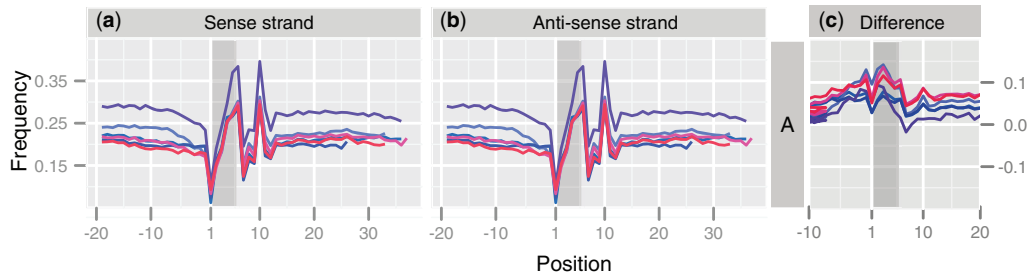 (a) Sense strand
(b) Anti-sense strand
(c) Difference
Frequency
0.35
0.25
0.15
A
0.1
0.0
-0.1
-20 -10 1 10 20 30
-20 -10 1 10 20 30
-10 1 10 20
Position